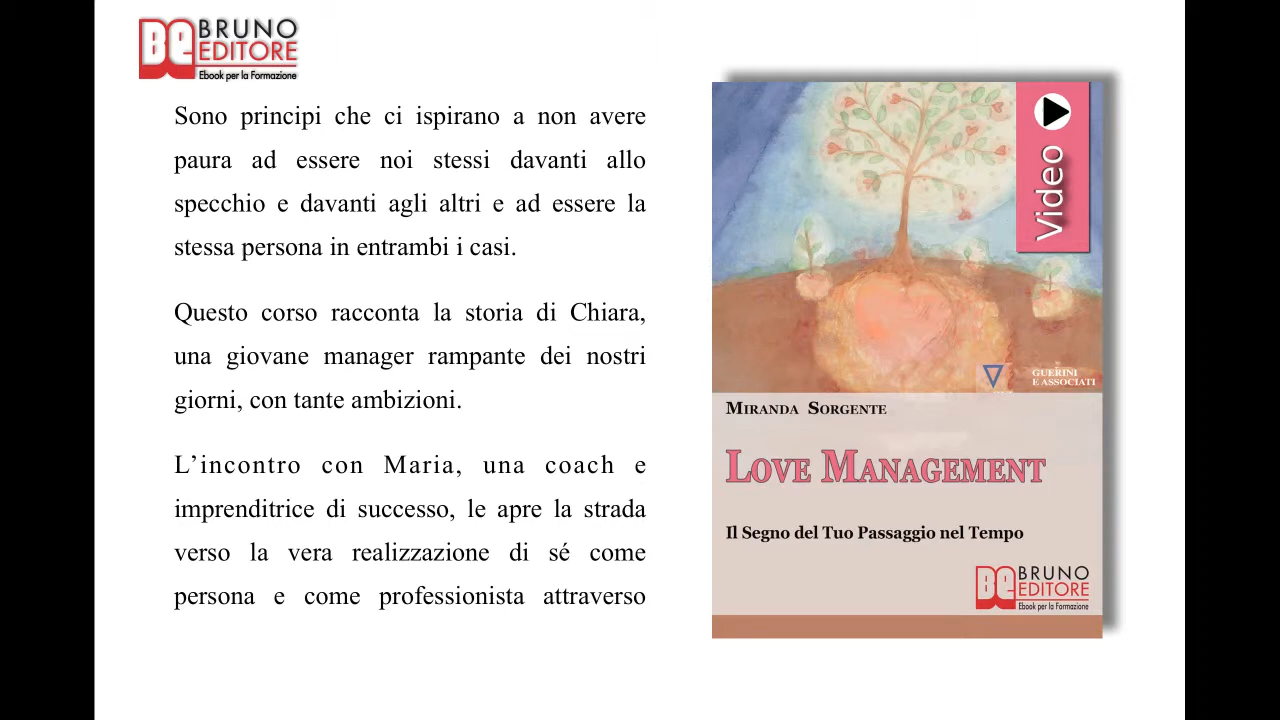 BRUNO
EDITORE
Ebook per la Formazione
Sono principi che ci ispirano a non avere
paura ad essere noi stessi davanti allo
specchio e davanti agli altri e ad essere la
stessa persona in entrambi i casi.
Questo corso racconta la storia di Chiara,
una giovane manager rampante dei nostri
giorni, con tante ambizioni.
L’incontro con Maria, una coach e
imprenditrice di successo, le apre la strada
verso la vera realizzazione di sé come
persona e come professionista attraverso
Video
GUERINI
E ASSOCIATI
MIRANDA SORGENTE
LOVE MANAGEMENT
Il Segno del Tuo Passaggio nel Tempo
BRUNO
EDITORE
Ebook per la Formazione